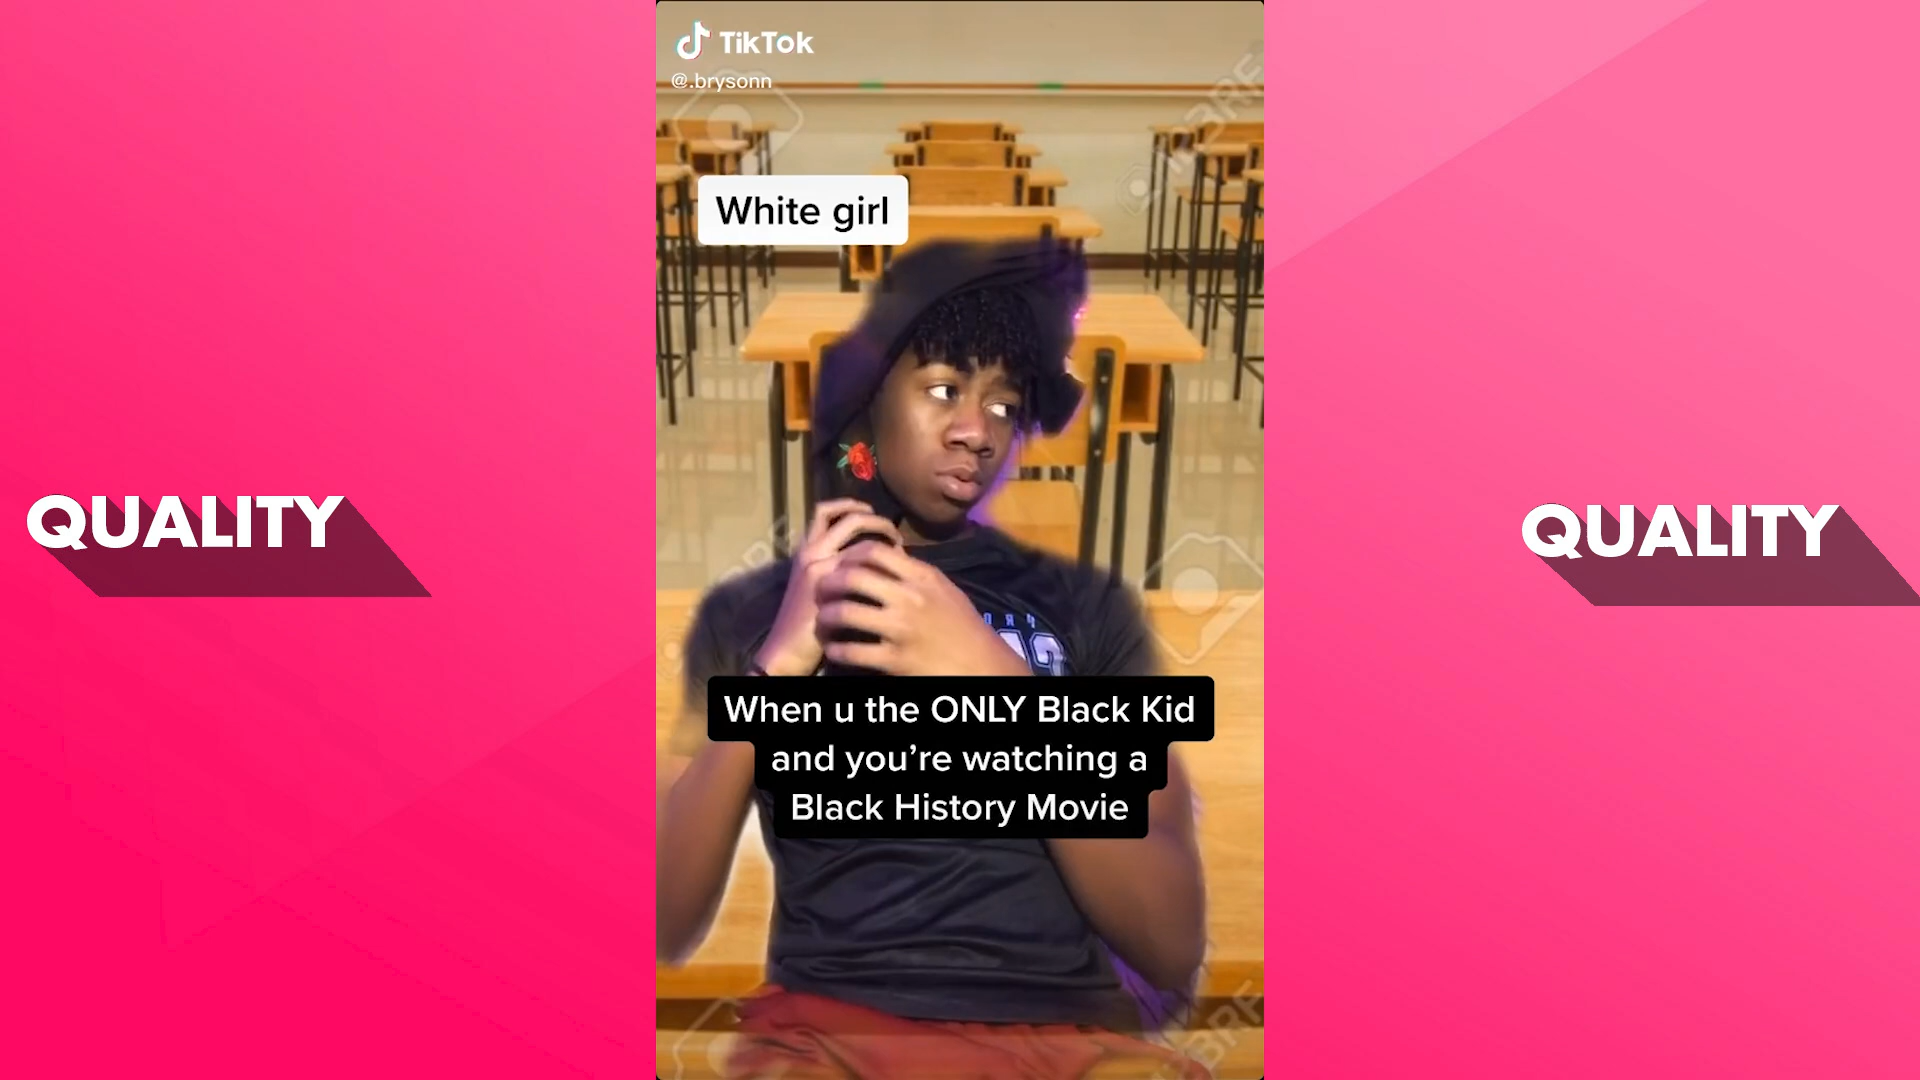 TikTok
@.brysonn
White girl
QUALITY
QUALITY
When u the ONLY Black Kid
and you’re watching a
Black History Movie